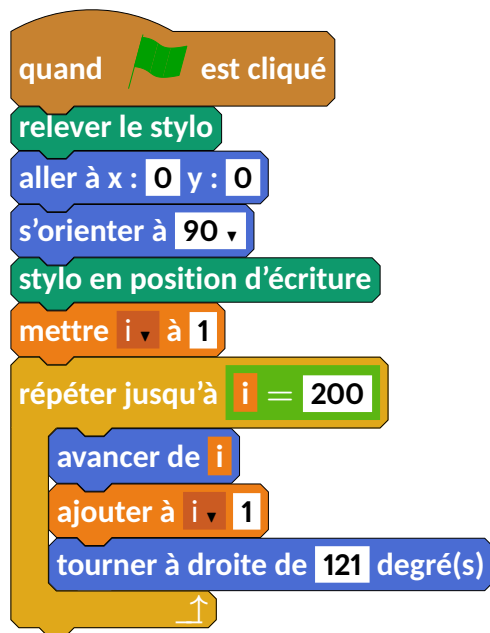 quand est cliqué
relever le stylo
aller à x : 0 y : 0
s'orienter à 90
stylo en position d'écriture
mettre i à 1
répéter jusqu'à i = 200
avancer de i
ajouter à i 1
tourner à droite de 121 degré(s)